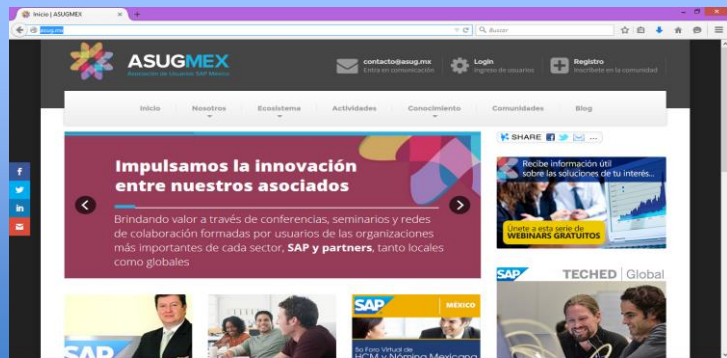 Inicio | ASUGMEX
asug.mx
Buscar
ASUGMEX
Asociación de Usuarios SAP México
contacto@asug.mx
Entra en comunicación
Login
Ingreso de usuarios
Registro
Inscríbete en la comunidad
Inicio
Nosotros
Ecosistema
Actividades
Conocimiento
Comunidades
Blog
SHARE
Impulsamos la innovación
entre nuestros asociados
Brindando valor a través de conferencias, seminarios y redes
de colaboración formadas por usuarios de las organizaciones
más importantes de cada sector, SAP y partners, tanto locales
como globales
Recibe información útil
sobre las soluciones de tu interés...
Únete a esta serie de
WEBINARS GRATUITOS
SAP TECHED | Global
SAP
SAP MÉXICO
5o Foro Virtual de
HCM y Nómina Mexicana